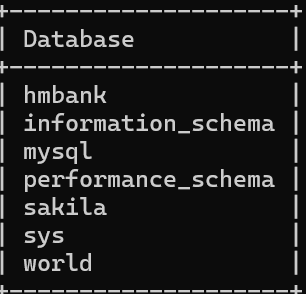 +--------------------+
| Database           |
+--------------------+
| hmbank             |
| information_schema |
| mysql              |
| performance_schema |
| sakila             |
| sys                |
| world              |
+--------------------+